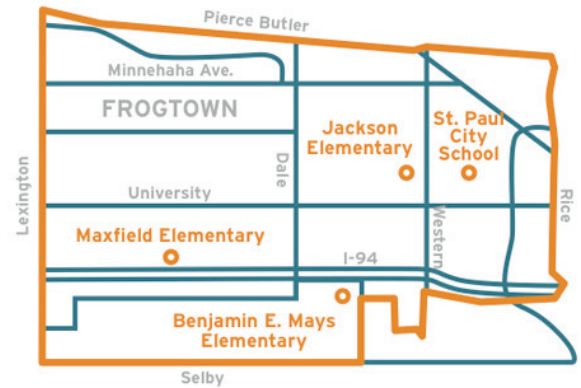 Pierce Butler
Minnehaha Ave.
FROGTOWN
Jackson
Elementary
St. Paul
City
School
Lexington
Dale
University
Western
Rice
Maxfield Elementary
I-94
Benjamin E. Mays
Elementary
Selby